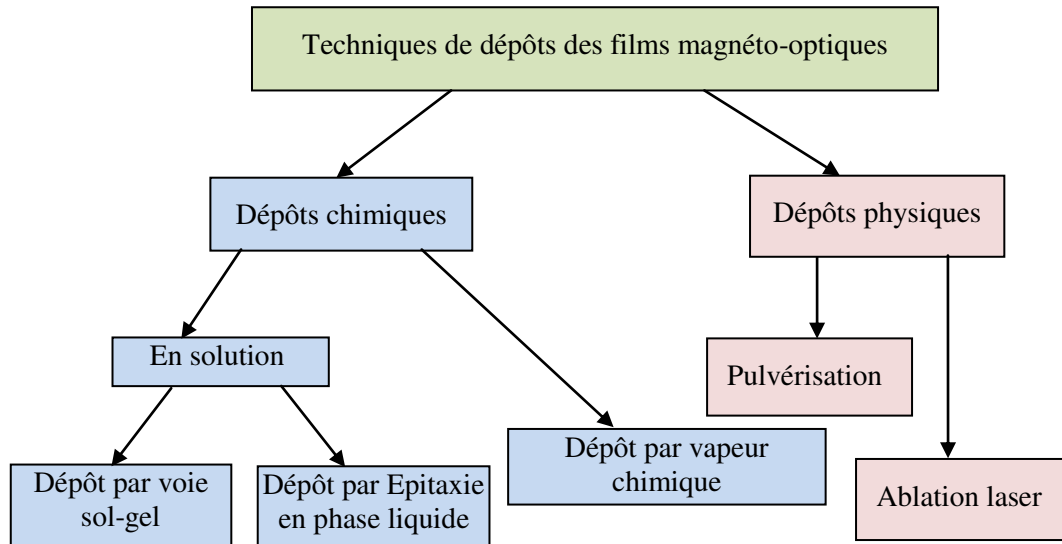 Techniques de dépôts des films magnéto-optiques
Dépôts chimiques
Dépôts physiques
En solution
Pulvérisation
Dépôt par voie
sol-gel
Dépôt par Epitaxie
en phase liquide
Dépôt par vapeur
chimique
Ablation laser